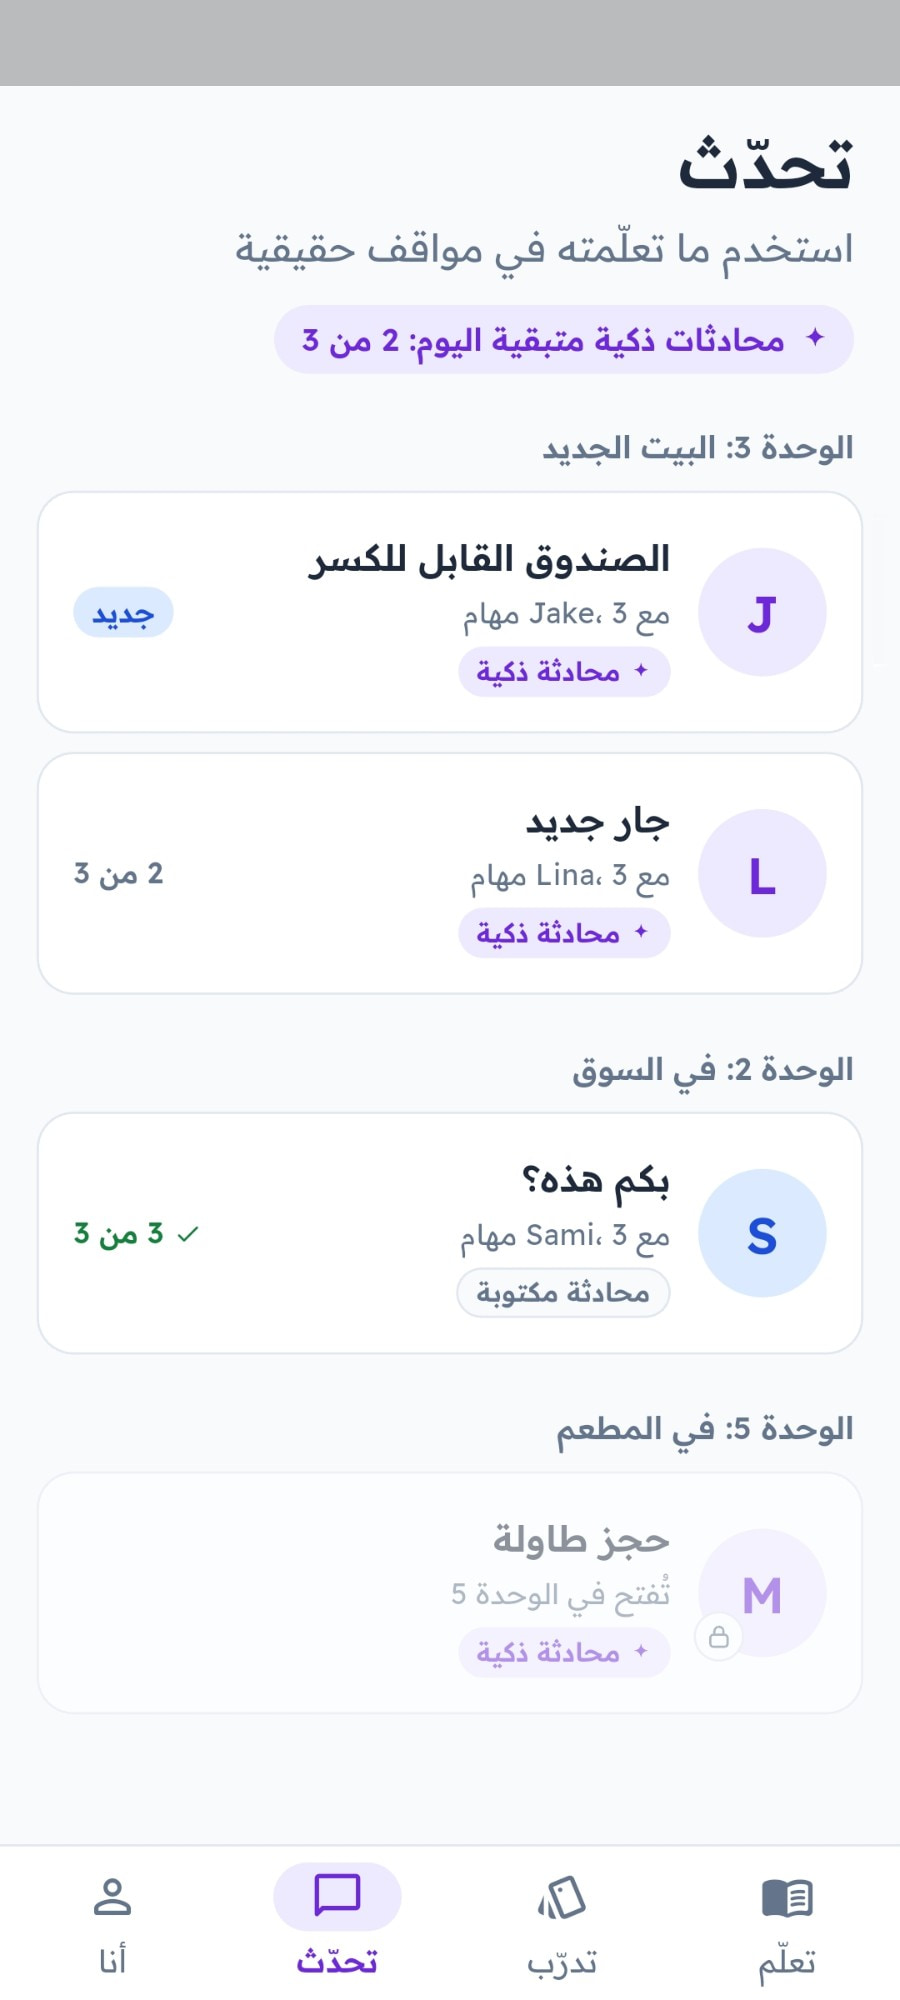 تحدّث
استخدم ما تعلّمته في مواقف حقيقية
✦ محادثات ذكية متبقية اليوم: 2 من 3
الوحدة 3: البيت الجديد
J
الصندوق القابل للكسر
مع Jake، 3 مهام
✦ محادثة ذكية
جديد
L
جار جديد
مع Lina، 3 مهام
✦ محادثة ذكية
2 من 3
الوحدة 2: في السوق
S
بكم هذه؟
مع Sami، 3 مهام
محادثة مكتوبة
✓ 3 من 3
الوحدة 5: في المطعم
M
حجز طاولة
تُفتح في الوحدة 5
✦ محادثة ذكية
تعلّم
تدرّب
تحدّث
أنا